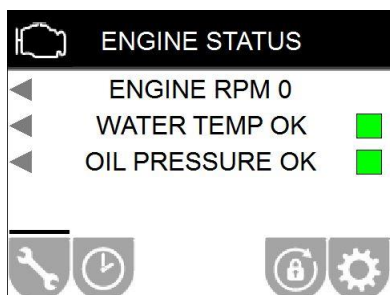 ENGINE STATUS
ENGINE RPM 0
WATER TEMP OK
OIL PRESSURE OK